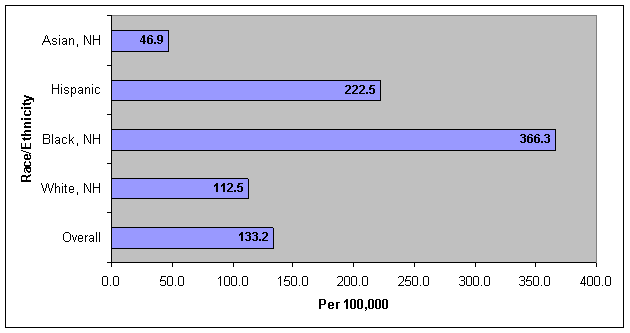 Race/Ethnicity
Asian, NH 46.9
Hispanic 222.5
Black, NH 366.3
White, NH 112.5
Overall 133.2
0.0 50.0 100.0 150.0 200.0 250.0 300.0 350.0 400.0
Per 100,000